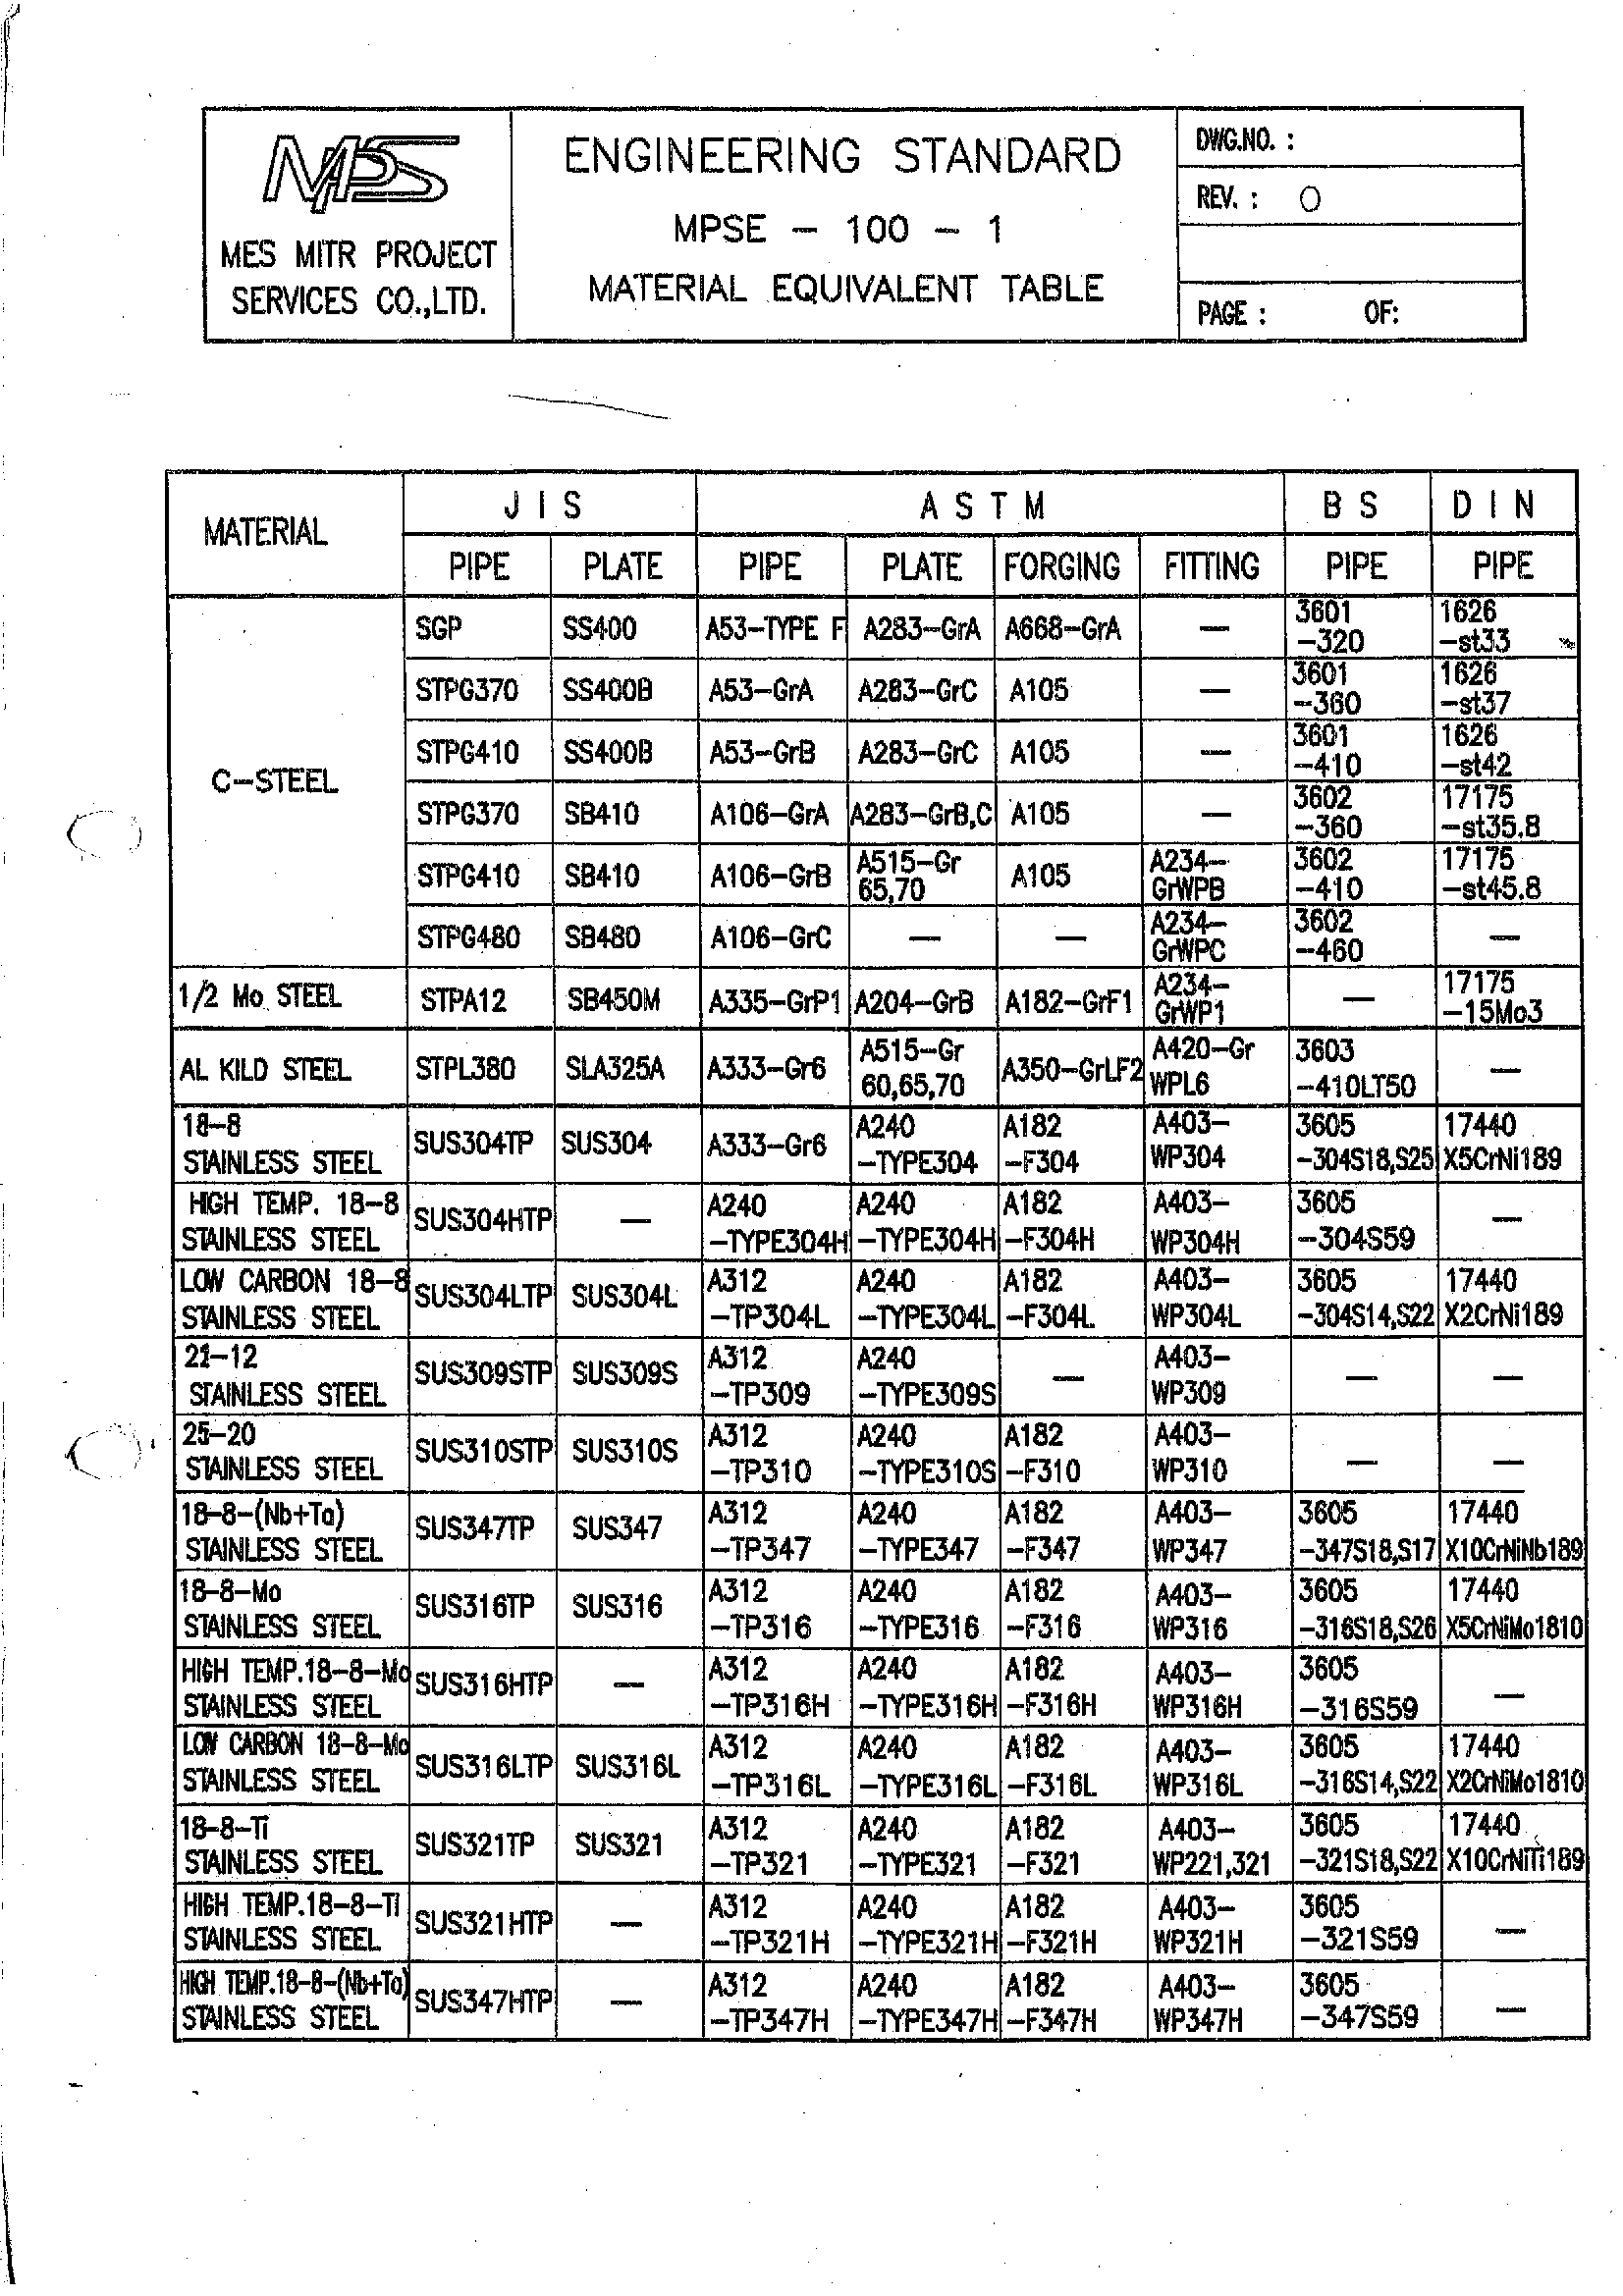 MPS
MES MITR PROJECT
SERVICES CO.,LTD.
ENGINEERING STANDARD
MPSE - 100 - 1
MATERIAL EQUIVALENT TABLE
DWG.NO. :
REV. : 0
PAGE : OF:
MATERIAL JIS ASTM BS DIN
PIPE PLATE PIPE PLATE FORGING FITTING PIPE PIPE
C-STEEL
SGP SS400 A53-TYPE F A283-GrA A668-GrA — 3601 -320 1626 -st33
STPG370 SS400B A53-GrA A283-GrC A105 — 3601 -360 1626 -st37
STPG410 SS400B A53-GrB A283-GrC A105 — 3601 -410 1626 -st42
STPG370 SB410 A106-GrA A283-GrB,C A105 — 3602 -360 17175 -st35.8
STPG410 SB410 A106-GrB A515-Gr 65,70 A105 A234- GrWPB 3602 -410 17175 -st45.8
STPG480 SB480 A106-GrC — — A234- GrWPC 3602 -460 —
1/2 Mo STEEL STPA12 SB450M A335-GrP1 A204-GrB A182-GrF1 A234- GrWP1 — 17175 -15Mo3
AL KILD STEEL STPL380 SLA325A A333-Gr6 A515-Gr 60,65,70 A350-GrLF2 A420-Gr WPL6 3603 -410LT50 —
18-8 STAINLESS STEEL SUS304TP SUS304 A333-Gr6 A240 -TYPE304 A182 -F304 A403- WP304 3605 -304S18,S25 17440 X5CrNi189
HIGH TEMP. 18-8 STAINLESS STEEL SUS304HTP — A240 -TYPE304H A240 -TYPE304H A182 -F304H A403- WP304H 3605 -304S59 —
LOW CARBON 18-8 STAINLESS STEEL SUS304LTP SUS304L A312 -TP304L A240 -TYPE304L A182 -F304L A403- WP304L 3605 -304S14,S22 17440 X2CrNi189
22-12 STAINLESS STEEL SUS309STP SUS309S A312 -TP309 A240 -TYPE309S — A403- WP309 — —
25-20 STAINLESS STEEL SUS310STP SUS310S A312 -TP310 A240 -TYPE310S A182 -F310 A403- WP310 — —
18-8-(Nb+Ta) STAINLESS STEEL SUS347TP SUS347 A312 -TP347 A240 -TYPE347 A182 -F347 A403- WP347 3605 -347S18,S17 17440 X10CrNiNb189
18-8-Mo STAINLESS STEEL SUS316TP SUS316 A312 -TP316 A240 -TYPE316 A182 -F316 A403- WP316 3605 -316S18,S26 17440 X5CrNiMo1810
HIGH TEMP.18-8-Mo STAINLESS STEEL SUS316HTP — A312 -TP316H A240 -TYPE316H A182 -F316H A403- WP316H 3605 -316S59 —
LOW CARBON 18-8-Mo STAINLESS STEEL SUS316LTP SUS316L A312 -TP316L A240 -TYPE316L A182 -F316L A403- WP316L 3605 -316S14,S22 17440 X2CrNiMo1810
18-8-Ti STAINLESS STEEL SUS321TP SUS321 A312 -TP321 A240 -TYPE321 A182 -F321 A403- WP221,321 3605 -321S18,S22 17440 X10CrNiTi189
HIGH TEMP.18-8-TI STAINLESS STEEL SUS321HTP — A312 -TP321H A240 -TYPE321H A182 -F321H A403- WP321H 3605 -321S59 —
HIGH TEMP.18-8-(Nb+Ta) STAINLESS STEEL SUS347HTP — A312 -TP347H A240 -TYPE347H A182 -F347H A403- WP347H 3605 -347S59 —